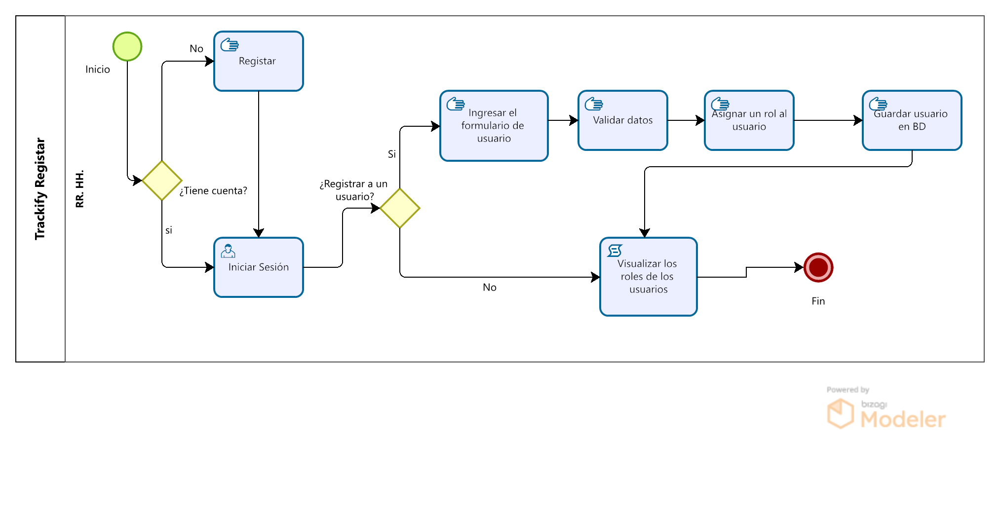 Trackify Registar
RR. HH.
Inicio
No
Registar
¿Tiene cuenta?
si
Iniciar Sesión
¿Registrar a un
usuario?
Si
Ingresar el
formulario de
usuario
Validar datos
Asignar un rol al
usuario
Guardar usuario
en BD
No
Visualizar los
roles de los
usuarios
Fin
Powered by
bizagi
Modeler